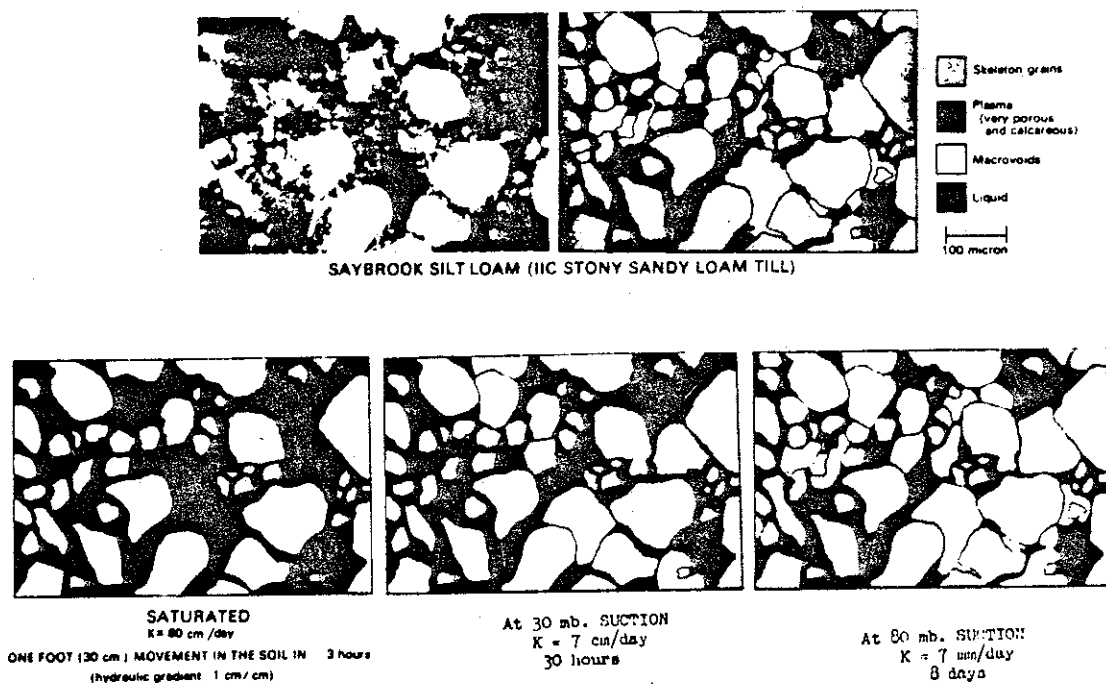 Skeleton grains
Plasma
(very porous
and calcareous)
Macrovoids
Liquid
100 micron
SAYBROOK SILT LOAM (IIC STONY SANDY LOAM TILL)
SATURATED
K= 80 cm/day
ONE FOOT (30 cm) MOVEMENT IN THE SOIL IN 3 hours
(hydraulic gradient 1 cm/cm)
At 30 mb. SUCTION
K = 7 cm/day
30 hours
At 80 mb. SUCTION
K = 7 mm/day
8 days